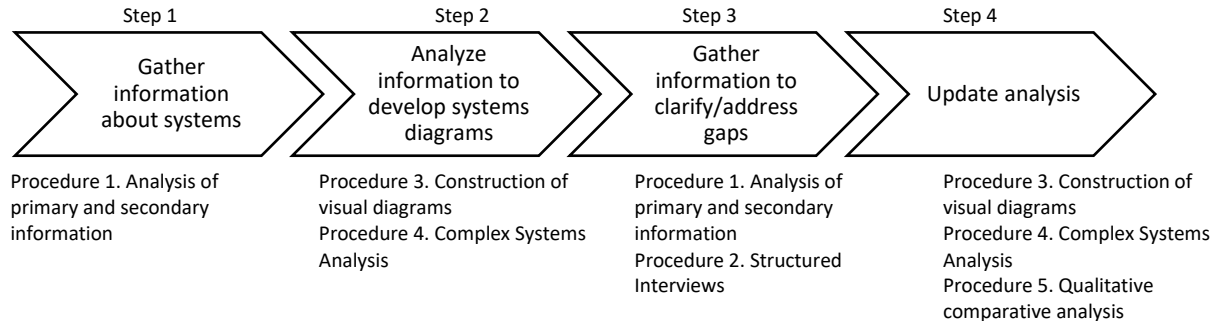 Step 1
Step 2
Step 3
Step 4
Gather
information
about systems
Analyze
information to
develop systems
diagrams
Gather
information to
clarify/address
gaps
Update analysis
Procedure 1. Analysis of
primary and secondary
information
Procedure 3. Construction of
visual diagrams
Procedure 4. Complex Systems
Analysis
Procedure 1. Analysis of
primary and secondary
information
Procedure 2. Structured
Interviews
Procedure 3. Construction of
visual diagrams
Procedure 4. Complex Systems
Analysis
Procedure 5. Qualitative
comparative analysis